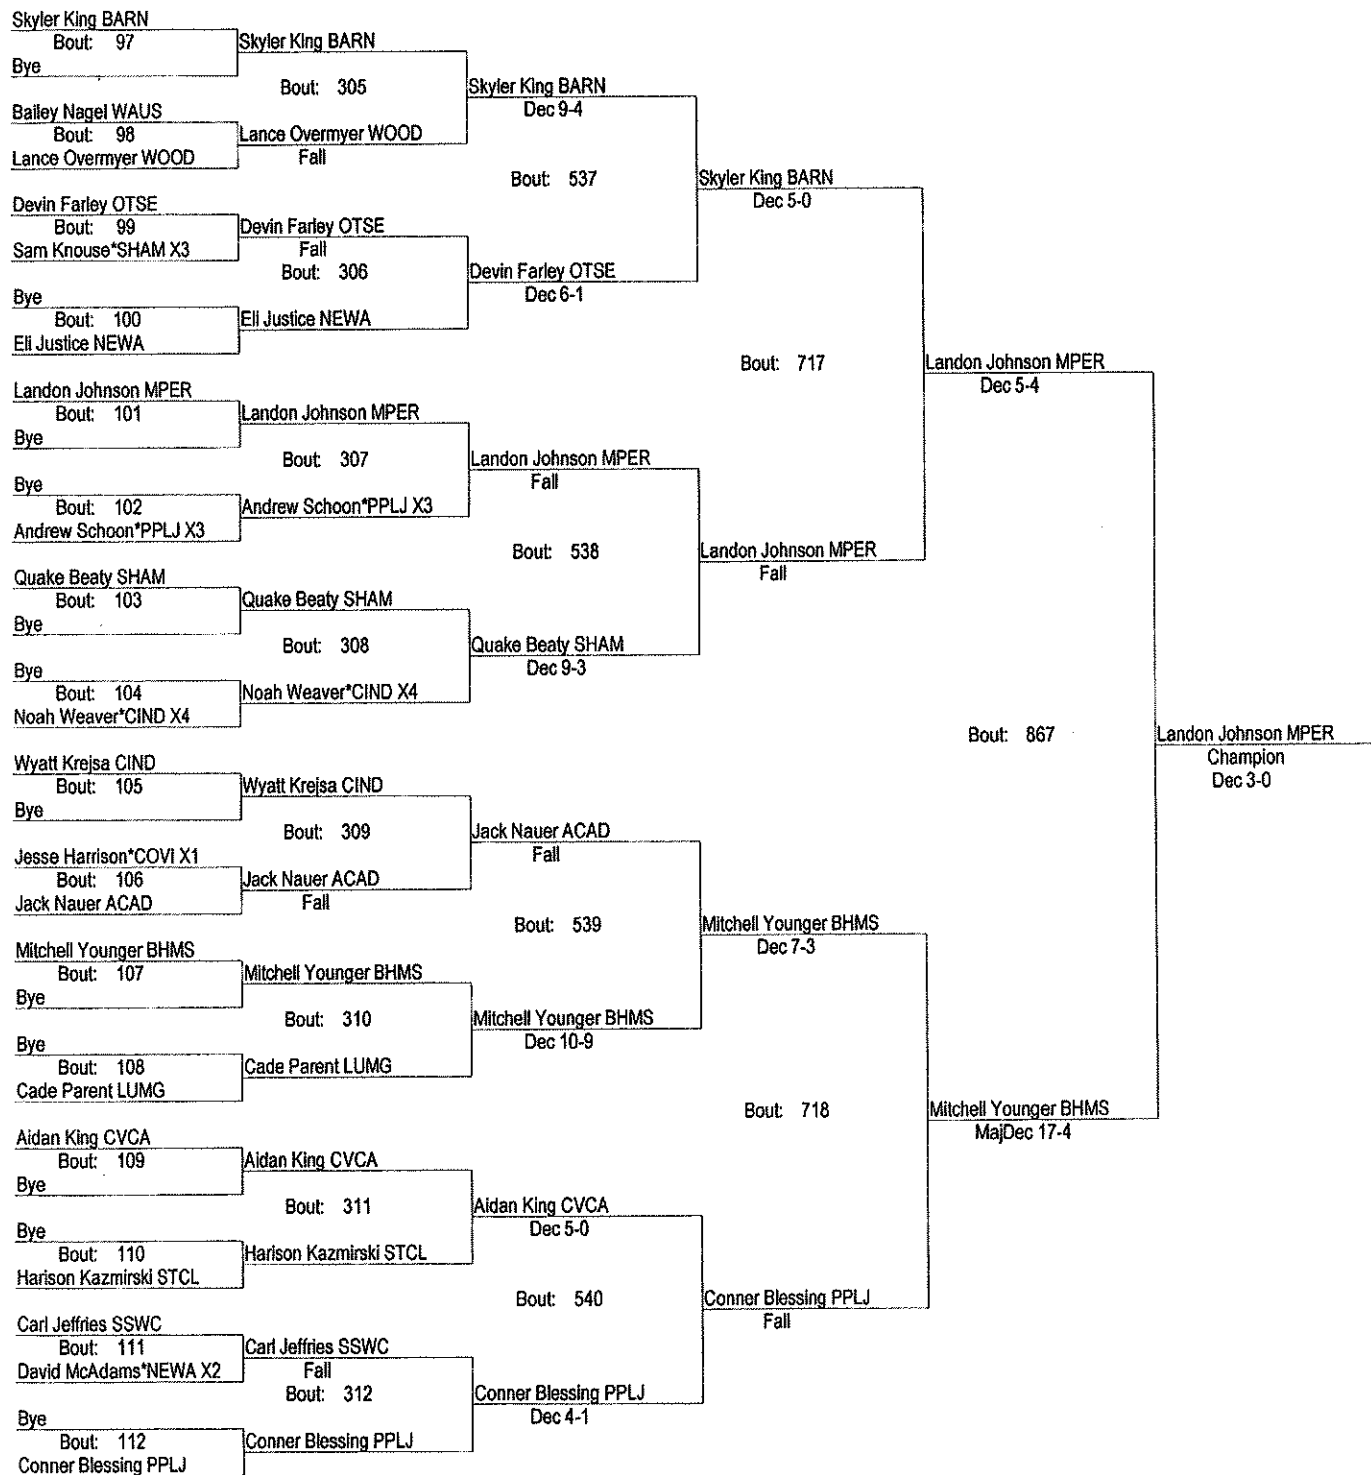 Skyler King BARN
Bout: 97
Bye
Skyler King BARN
Bout: 305
Bailey Nagel WAUS
Bout: 98
Lance Overmyer WOOD
Lance Overmyer WOOD
Fall
Skyler King BARN
Dec 9-4
Bout: 537
Devin Farley OTSE
Bout: 99
Sam Knouse*SHAM X3
Devin Farley OTSE
Fall
Bout: 306
Bye
Bout: 100
Eli Justice NEWA
Eli Justice NEWA
Devin Farley OTSE
Dec 6-1
Skyler King BARN
Dec 5-0
Bout: 717
Landon Johnson MPER
Bout: 101
Bye
Landon Johnson MPER
Bout: 307
Bye
Bout: 102
Andrew Schoon*PPLJ X3
Andrew Schoon*PPLJ X3
Landon Johnson MPER
Fall
Bout: 538
Quake Beaty SHAM
Bout: 103
Bye
Quake Beaty SHAM
Bout: 308
Bye
Bout: 104
Noah Weaver*CIND X4
Noah Weaver*CIND X4
Quake Beaty SHAM
Dec 9-3
Landon Johnson MPER
Fall
Landon Johnson MPER
Dec 5-4
Bout: 867
Landon Johnson MPER
Champion
Dec 3-0
Wyatt Krejsa CIND
Bout: 105
Bye
Wyatt Krejsa CIND
Bout: 309
Jesse Harrison*COVI X1
Bout: 106
Jack Nauer ACAD
Jack Nauer ACAD
Fall
Jack Nauer ACAD
Fall
Bout: 539
Mitchell Younger BHMS
Bout: 107
Bye
Mitchell Younger BHMS
Bout: 310
Bye
Bout: 108
Cade Parent LUMG
Cade Parent LUMG
Mitchell Younger BHMS
Dec 10-9
Mitchell Younger BHMS
Dec 7-3
Bout: 718
Mitchell Younger BHMS
MajDec 17-4
Aidan King CVCA
Bout: 109
Bye
Aidan King CVCA
Bout: 311
Bye
Bout: 110
Harison Kazmirski STCL
Harison Kazmirski STCL
Aidan King CVCA
Dec 5-0
Bout: 540
Conner Blessing PPLJ
Fall
Carl Jeffries SSWC
Bout: 111
David McAdams*NEWA X2
Carl Jeffries SSWC
Fall
Bout: 312
Bye
Bout: 112
Conner Blessing PPLJ
Conner Blessing PPLJ
Conner Blessing PPLJ
Dec 4-1